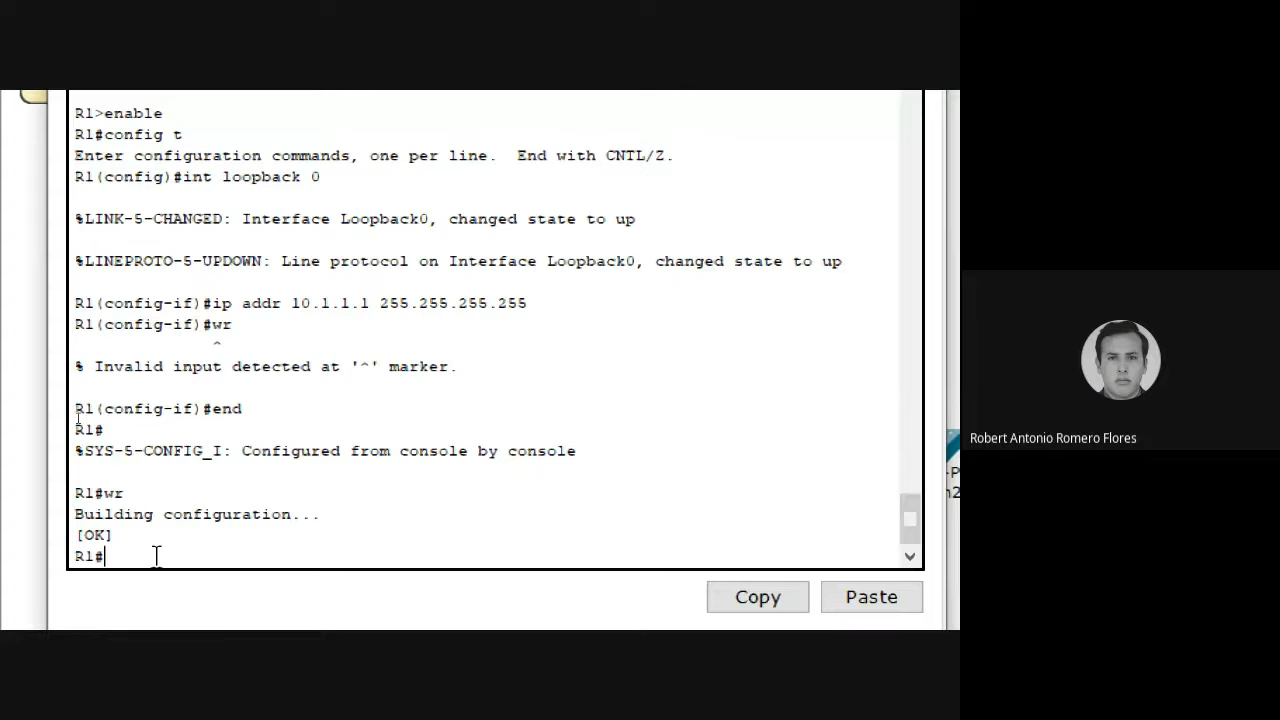 R1>enable
R1#config t
Enter configuration commands, one per line.  End with CNTL/Z.
R1(config)#int loopback 0
%LINK-5-CHANGED: Interface Loopback0, changed state to up
%LINEPROTO-5-UPDOWN: Line protocol on Interface Loopback0, changed state to up
R1(config-if)#ip addr 10.1.1.1 255.255.255.255
R1(config-if)#wr
^
% Invalid input detected at '^' marker.
R1(config-if)#end
R1#
%SYS-5-CONFIG_I: Configured from console by console
R1#wr
Building configuration...
[OK]
R1#
Copy
Paste
Robert Antonio Romero Flores